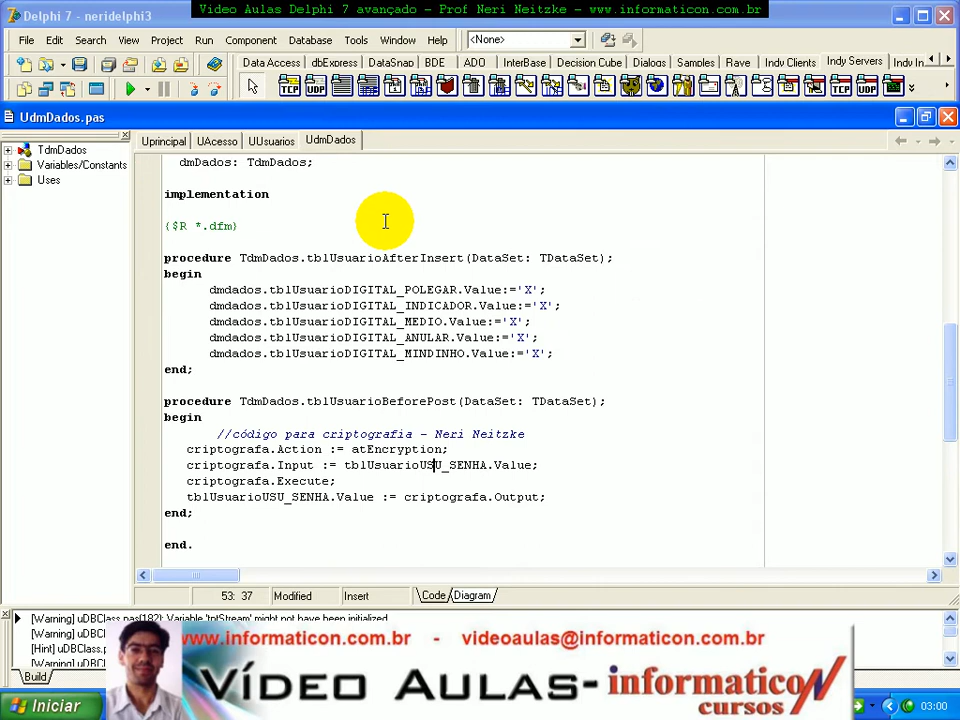 Video Aulas Delphi 7 avançado - Prof Neri Neitzke - www.informaticon.com.br
Delphi 7 - neridelphi3
File Edit Search View Project Run Component Database Tools Window Help <None>
Data Access dbExpress DataSnap BDE ADO InterBase Decision Cube Dialogs Samples Rave Indy Clients Indy Servers Indy In
TCP UDP TCP UDP
UdmDados.pas
Uprincipal UAcesso UUsuarios UdmDados
TdmDados
Variables/Constants
Uses
dmDados: TdmDados;
implementation
{$R *.dfm}
procedure TdmDados.tblUsuarioAfterInsert(DataSet: TDataSet);
begin
dmdados.tblUsuarioDIGITAL_POLEGAR.Value:='X';
dmdados.tblUsuarioDIGITAL_INDICADOR.Value:='X';
dmdados.tblUsuarioDIGITAL_MEDIO.Value:='X';
dmdados.tblUsuarioDIGITAL_ANULAR.Value:='X';
dmdados.tblUsuarioDIGITAL_MINDINHO.Value:='X';
end;
procedure TdmDados.tblUsuarioBeforePost(DataSet: TDataSet);
begin
//código para criptografia - Neri Neitzke
criptografa.Action := atEncryption;
criptografa.Input := tblUsuarioUSU_SENHA.Value;
criptografa.Execute;
tblUsuarioUSU_SENHA.Value := criptografa.Output;
end;
end.
53: 37 Modified Insert Code Diagram
[Warning] uDBClass.pas(182): Variable 'tptStream' might not have been initialized
[Warning] uDBClass
[Hint] uDBClass.p
[Warning] uDBClas
Build
www.informaticon.com.br - videoaulas@informaticon.com.br
VÍDEO AULAS- informaticon
cursos
Iniciar
03:00